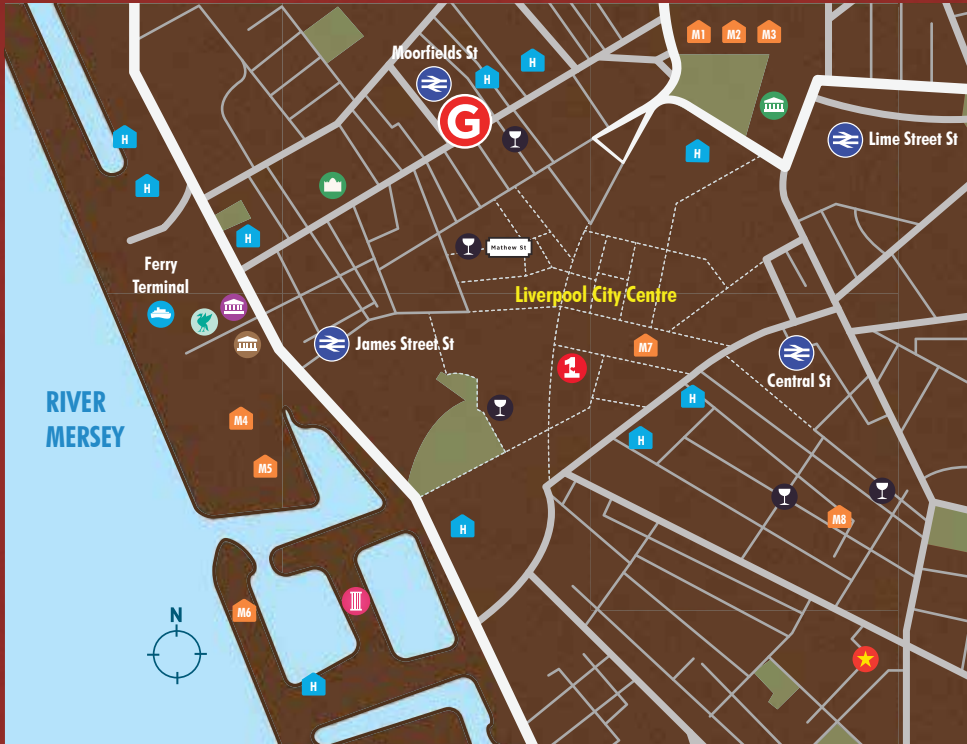 M1
M2
M3
Moorfields St
H
H
G
H
Lime Street St
H
H
H
Mathew St
Ferry
Terminal
Liverpool City Centre
James Street St
M7
1
Central St
RIVER
MERSEY
H
M4
H
M5
M8
H
M6
N
H